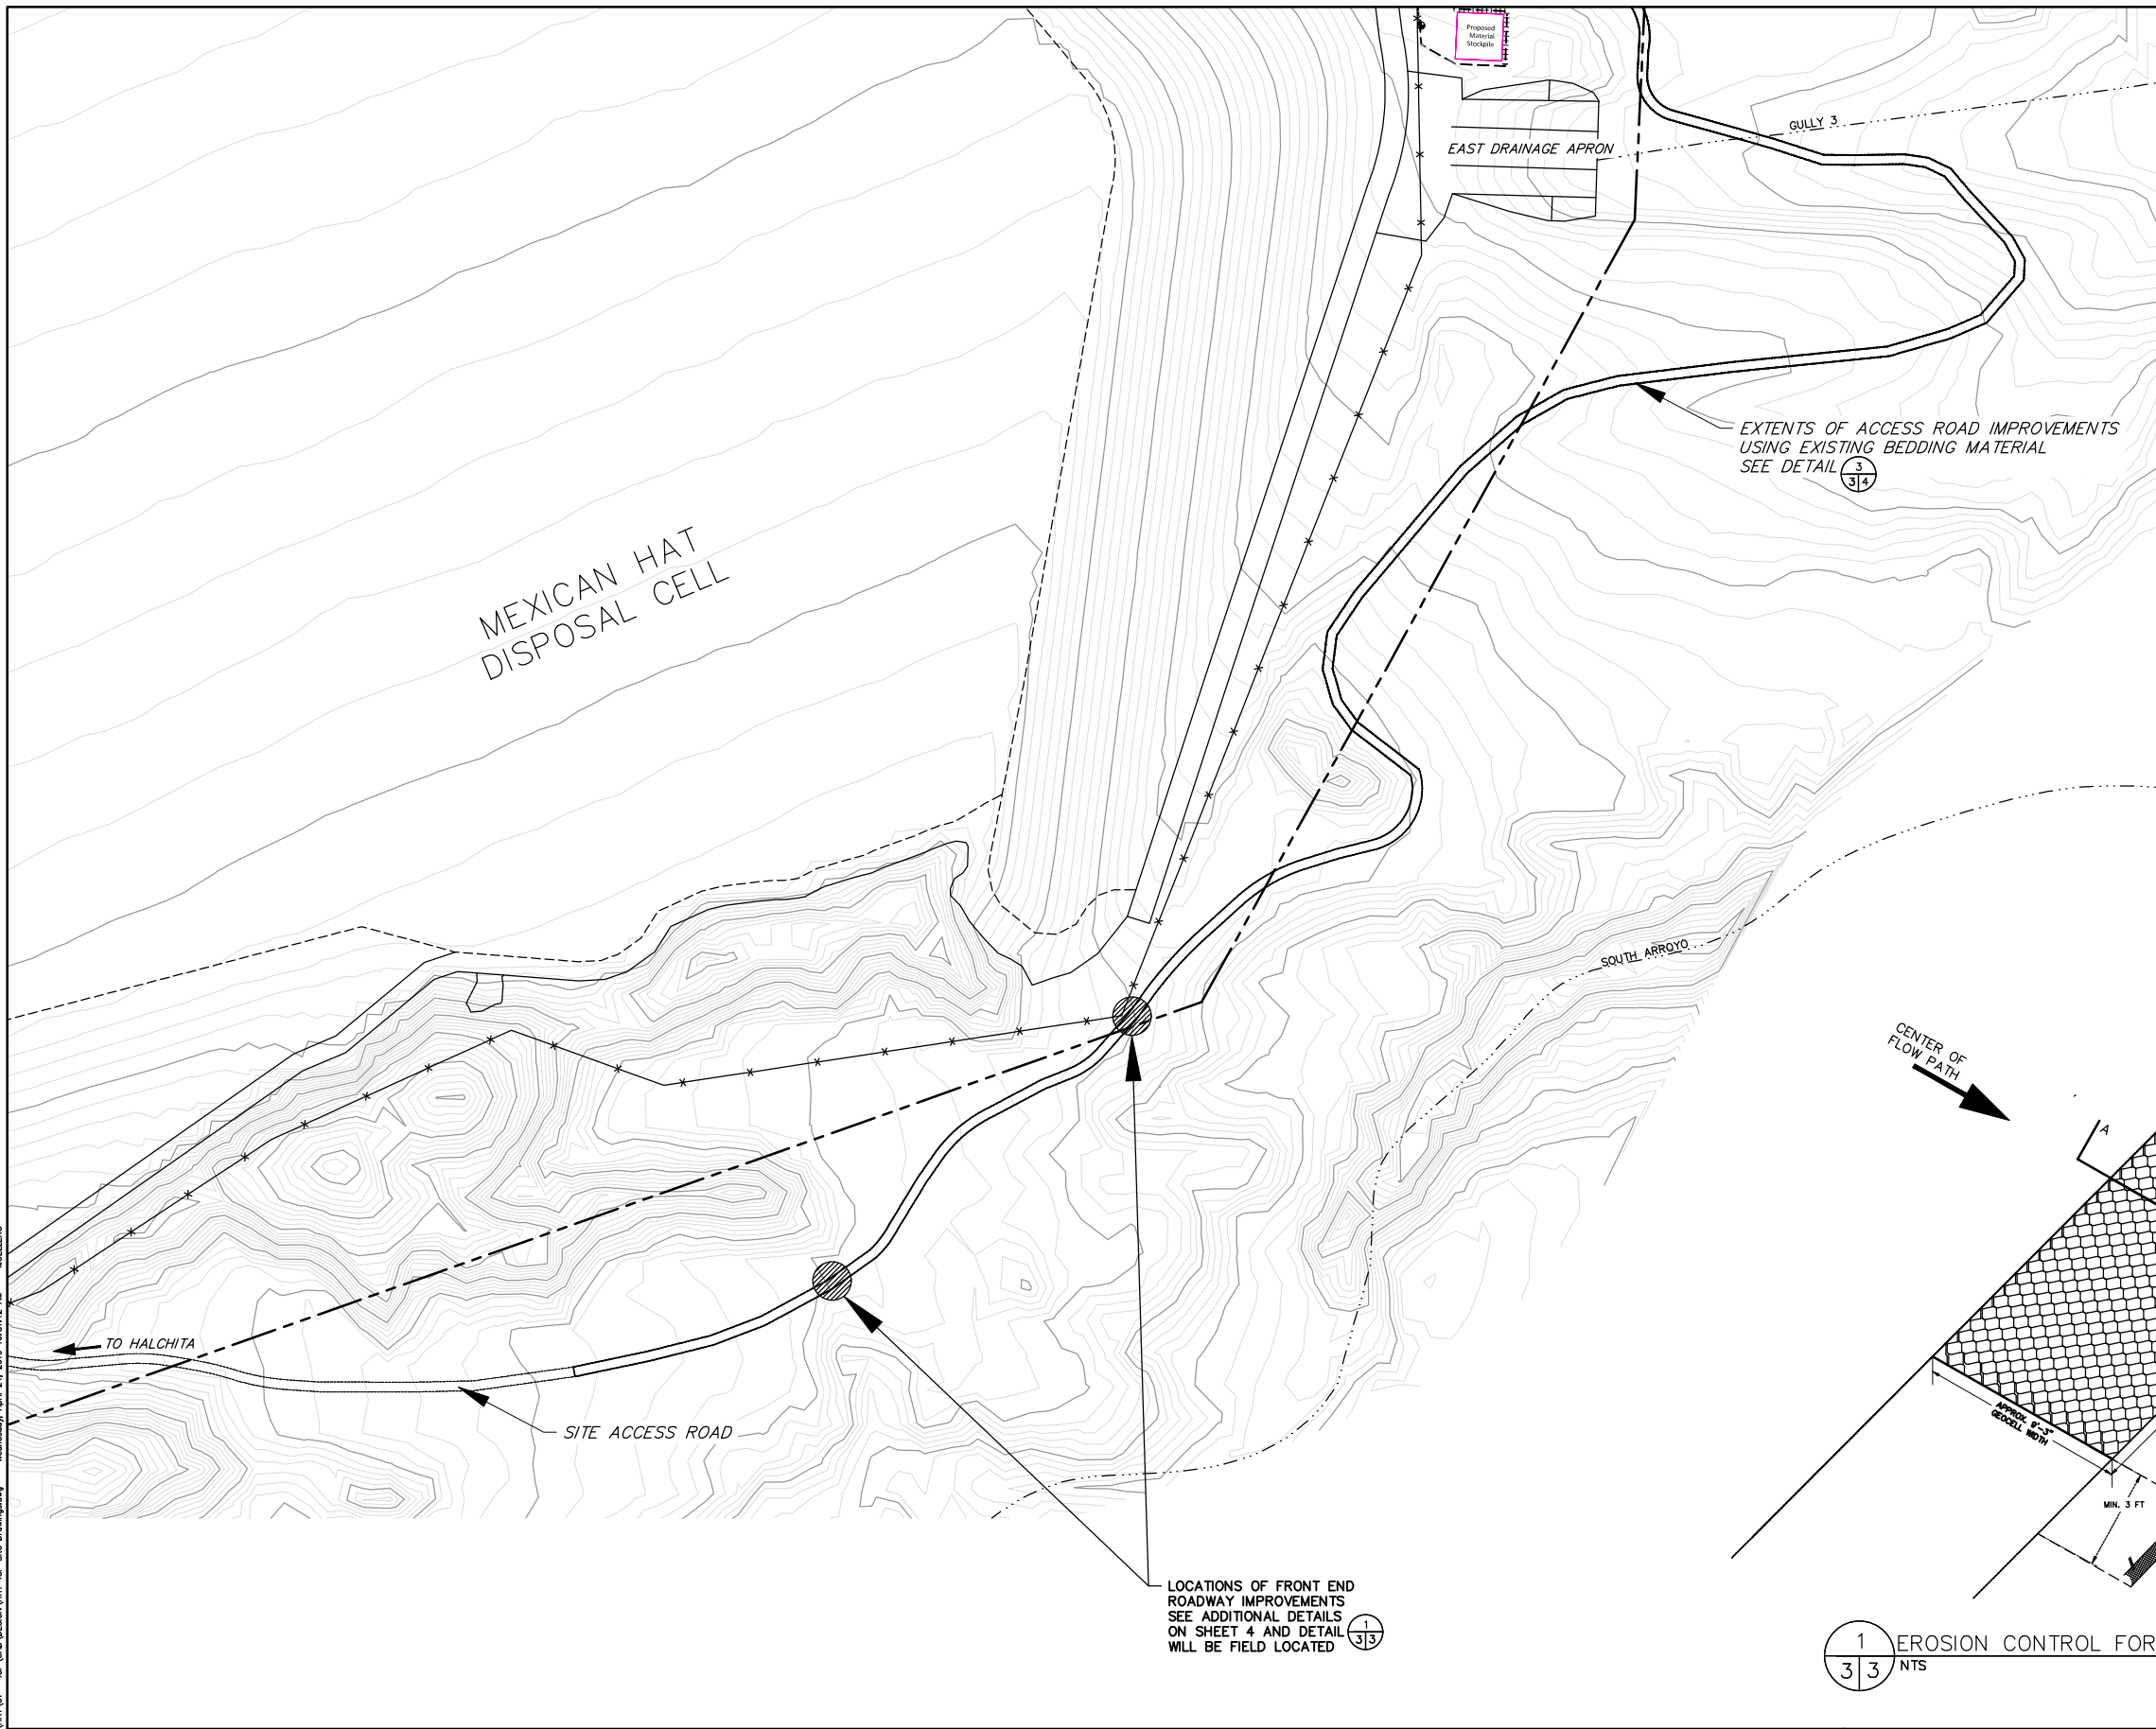 Proposed
Material
Stockpile
GULLY 3
EAST DRAINAGE APRON
EXTENTS OF ACCESS ROAD IMPROVEMENTS
USING EXISTING BEDDING MATERIAL
SEE DETAIL 3
3 4
MEXICAN HAT
DISPOSAL CELL
SOUTH ARROYO
CENTER OF
FLOW PATH
A
TO HALCHITA
SITE ACCESS ROAD
APPROX. 9'-3"
GEOCELL WIDTH
MIN. 3 FT
LOCATIONS OF FRONT END
ROADWAY IMPROVEMENTS
SEE ADDITIONAL DETAILS
ON SHEET 4 AND DETAIL 1
WILL BE FIELD LOCATED 3 3
1 EROSION CONTROL FOR
3 3 NTS